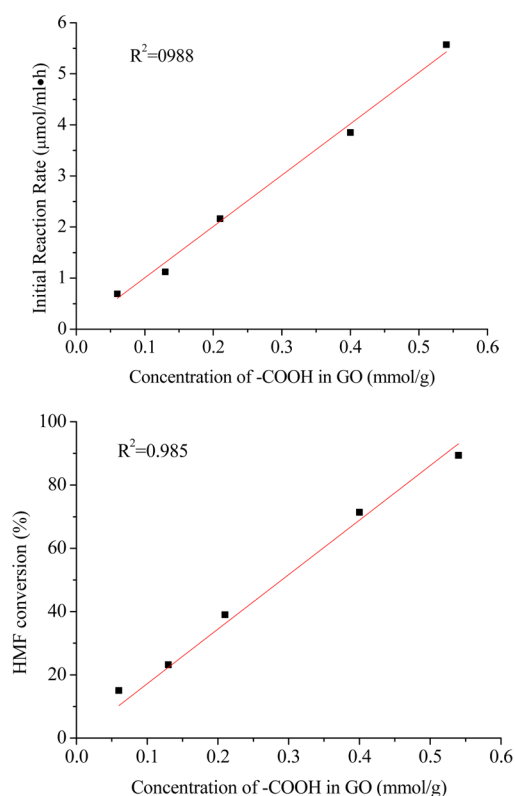 R²=0988
Initial Reaction Rate (μmol/ml•h)
6
5
4
3
2
1
0
0.0 0.1 0.2 0.3 0.4 0.5 0.6
Concentration of -COOH in GO (mmol/g)
R²=0.985
HMF conversion (%)
100
80
60
40
20
0
0.0 0.1 0.2 0.3 0.4 0.5 0.6
Concentration of -COOH in GO (mmol/g)